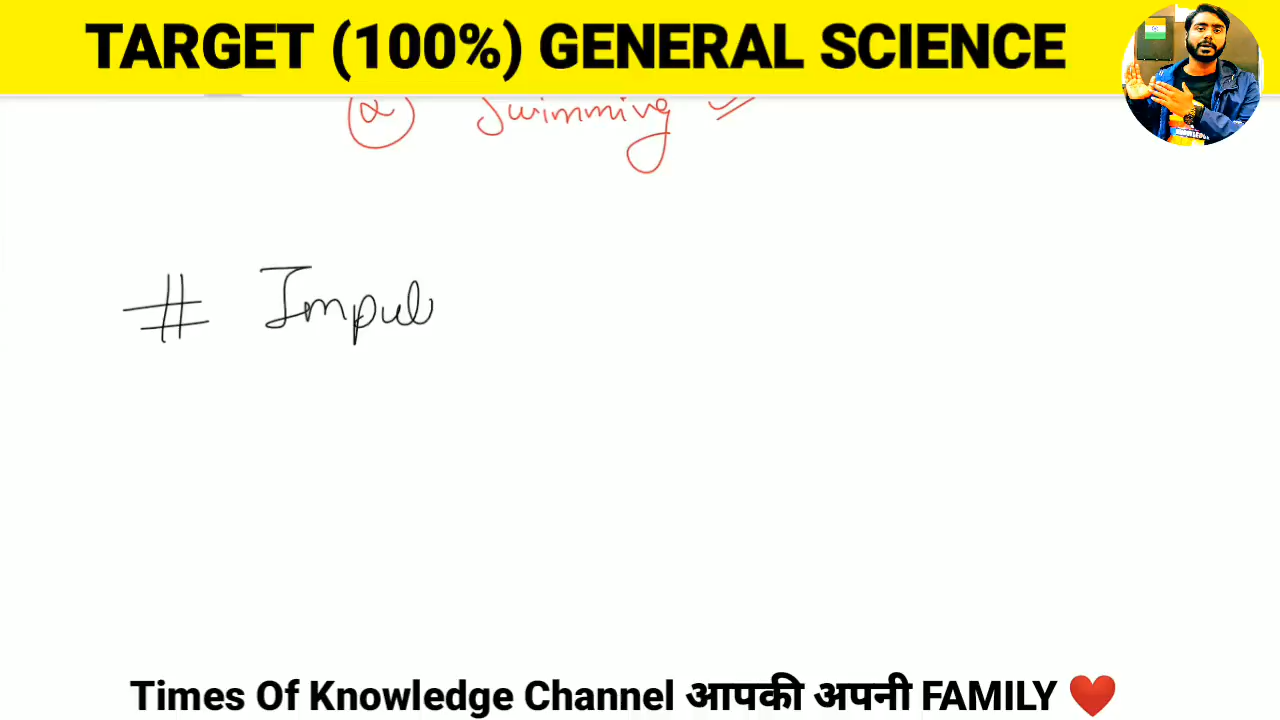 TARGET (100%) GENERAL SCIENCE
(α) Swimming
# Impul
Times Of Knowledge Channel आपकी अपनी FAMILY ❤️